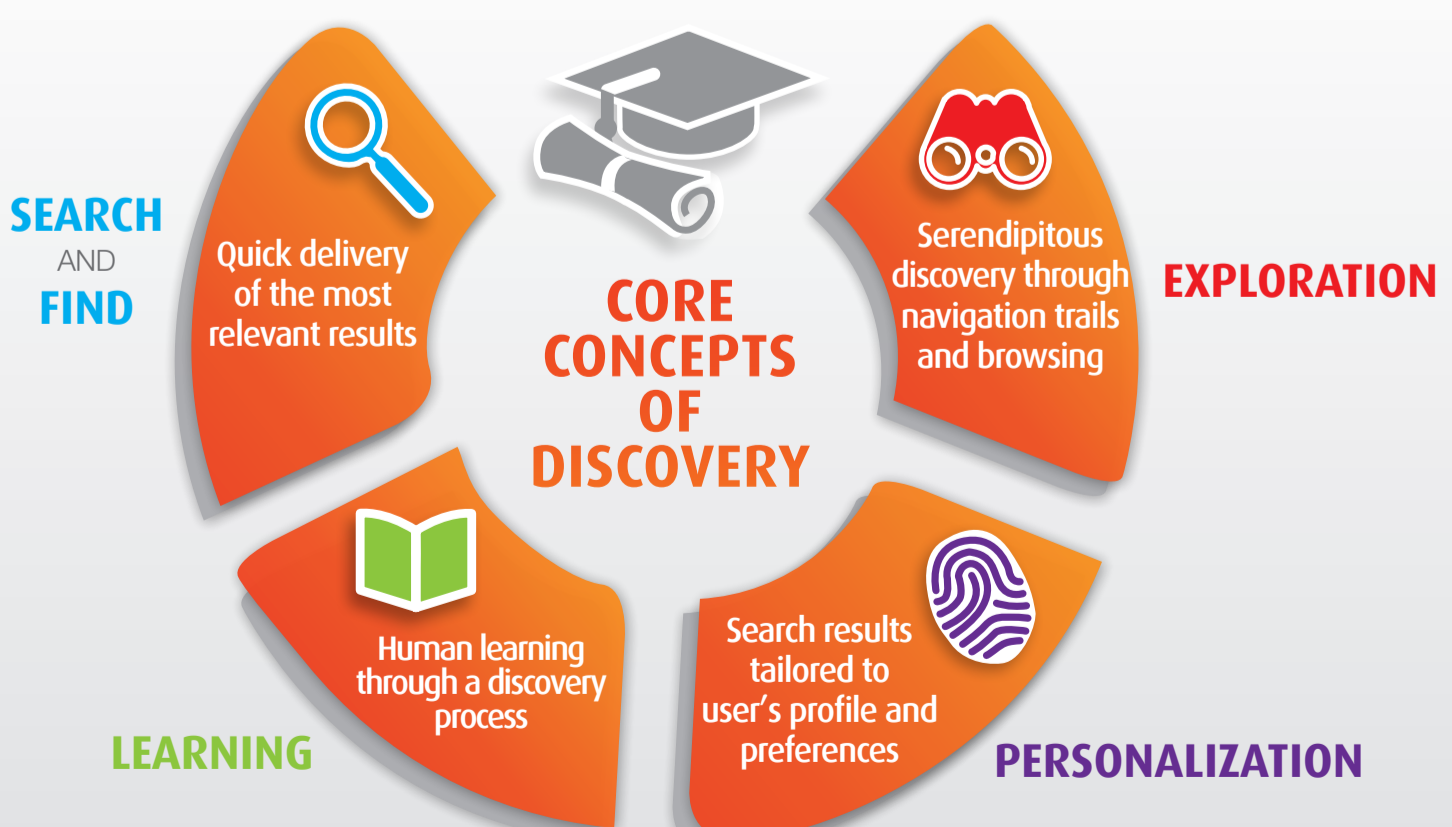 SEARCH
AND
FIND
Quick delivery
of the most
relevant results
CORE
CONCEPTS
OF
DISCOVERY
Serendipitous
discovery through
navigation trails
and browsing
EXPLORATION
Human learning
through a discovery
process
LEARNING
Search results
tailored to
user’s profile and
preferences
PERSONALIZATION